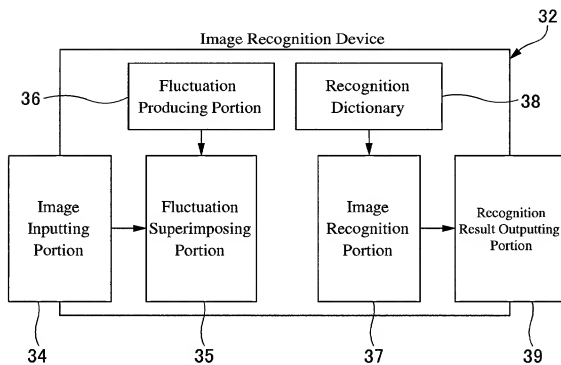 Image Recognition Device
32
36
Fluctuation
Producing Portion
Recognition
Dictionary
38
Image
Inputting
Portion
Fluctuation
Superimposing
Portion
Image
Recognition
Portion
Recognition
Result Outputting
Portion
34
35
37
39